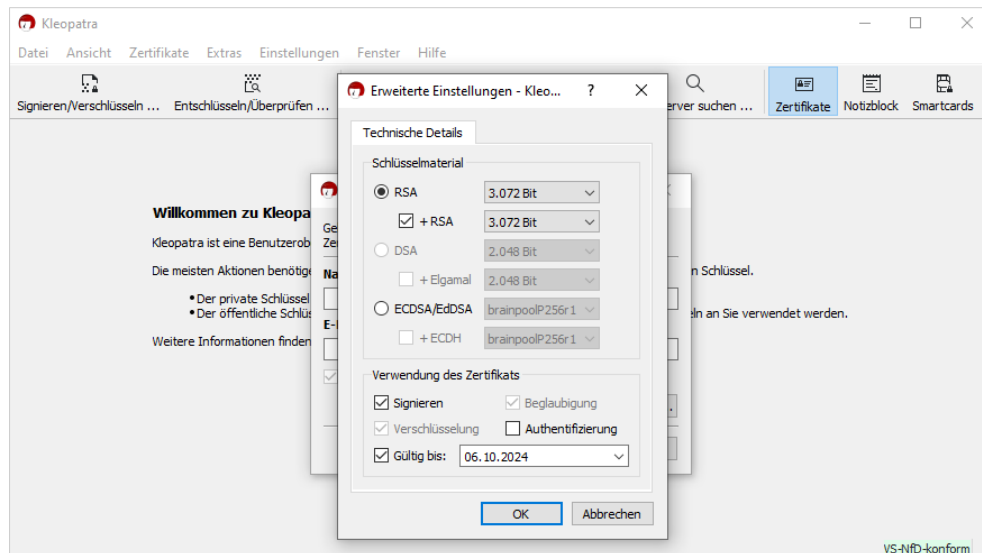 Kleopatra
Datei Ansicht Zertifikate Extras Einstellungen Fenster Hilfe
Signieren/Verschlüsseln ... Entschlüsseln/Überprüfen ... erver suchen ... Zertifikate Notizblock Smartcards
Erweiterte Einstellungen - Kleo... ?
Technische Details
Schlüsselmaterial
RSA 3.072 Bit
+ RSA 3.072 Bit
DSA 2.048 Bit
+ Elgamal 2.048 Bit
ECDSA/EdDSA brainpoolP256r1
+ ECDH brainpoolP256r1
Verwendung des Zertifikats
Signieren Beglaubigung
Verschlüsselung Authentifizierung
Gültig bis: 06.10.2024
OK Abbrechen
Willkommen zu Kleopa
Kleopatra ist eine Benutzerob
Die meisten Aktionen benötige n Schlüssel.
•Der private Schlüssel
•Der öffentliche Schlüs eln an Sie verwendet werden.
Weitere Informationen finden
Ge
Ze
Na
E-
VS-NfD-konform